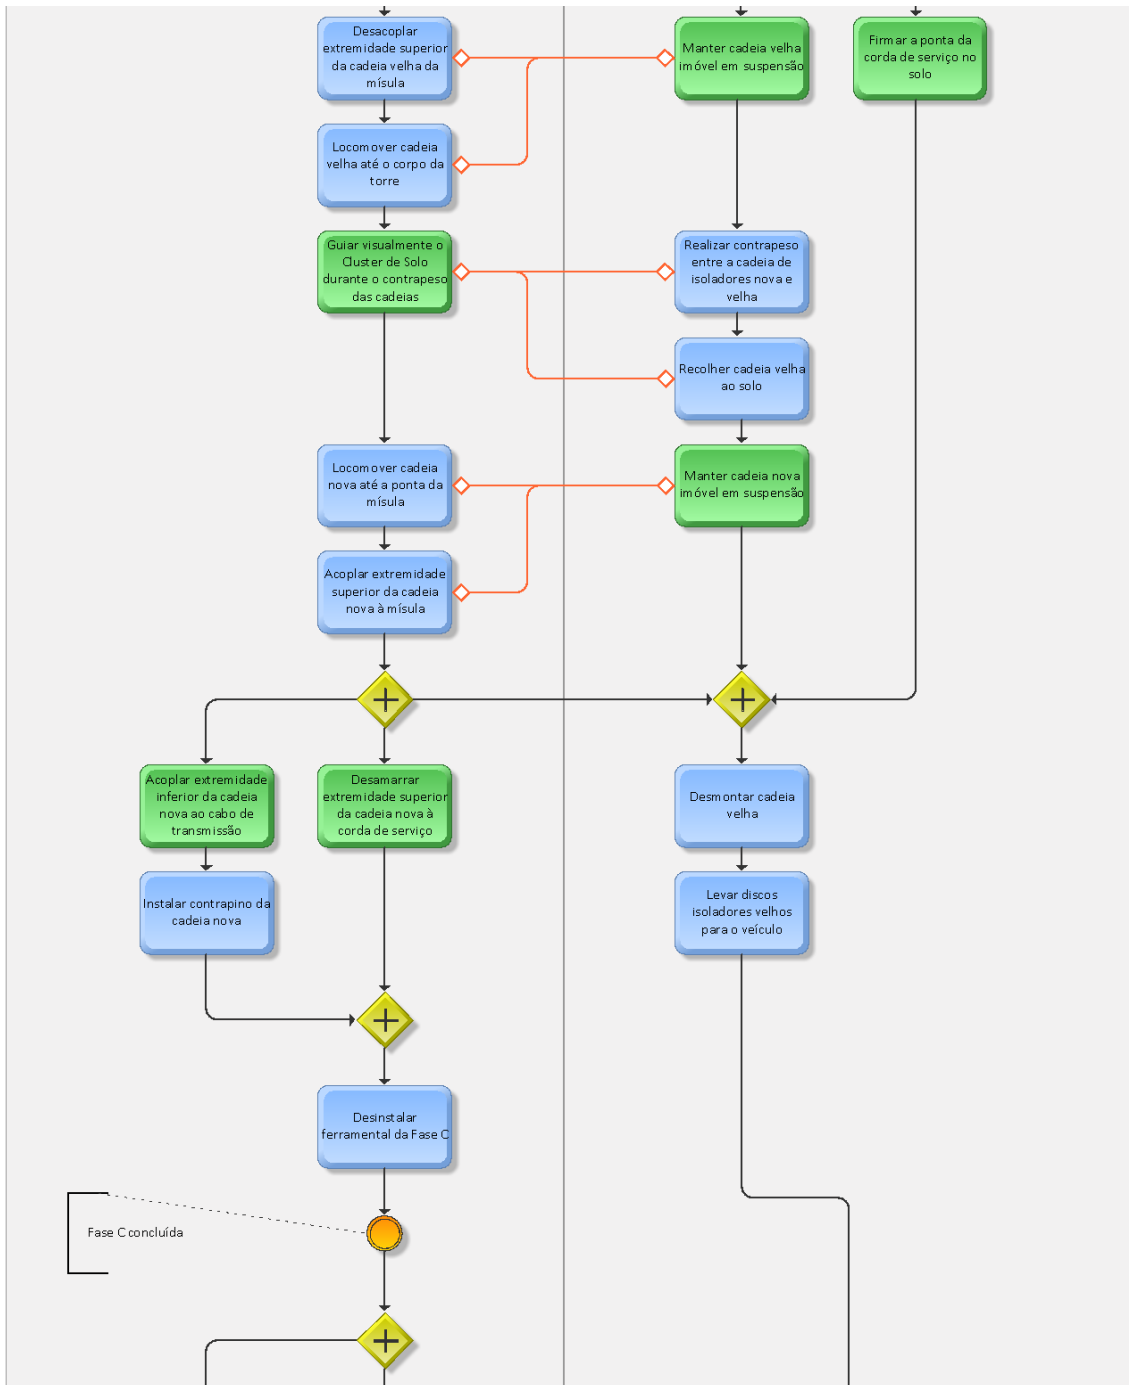 Desacoplar
extremidade superior
da cadeia velha da
mísula
Manter cadeia velha
imóvel em suspensão
Firmar a ponta da
corda de serviço no
solo
Locomover cadeia
velha até o corpo da
torre
Guiar visualmente o
Cluster de Solo
durante o contrapeso
das cadeias
Realizar contrapeso
entre a cadeia de
isoladores nova e
velha
Recolher cadeia velha
ao solo
Locomover cadeia
nova até a ponta da
mísula
Manter cadeia nova
imóvel em suspensão
Acoplar extremidade
superior da cadeia
nova à mísula
Acoplar extremidade
inferior da cadeia
nova ao cabo de
transmissão
Desamarrar
extremidade superior
da cadeia nova à
corda de serviço
Desmontar cadeia
velha
Instalar contrapino da
cadeia nova
Levar discos
isoladores velhos
para o veículo
Desinstalar
ferramental da Fase C
Fase C concluída